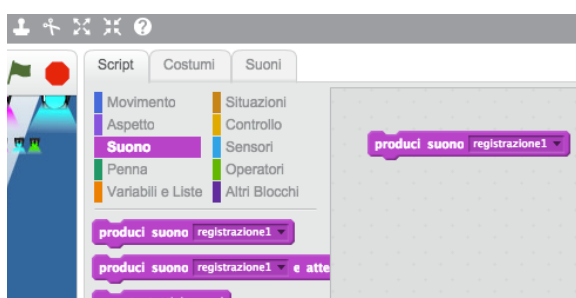 Script Costumi Suoni
Movimento Situazioni
Aspetto Controllo
Suono Sensori
Penna Operatori
Variabili e Liste Altri Blocchi
produci suono registrazione1
produci suono registrazione1
produci suono registrazione1 e atte